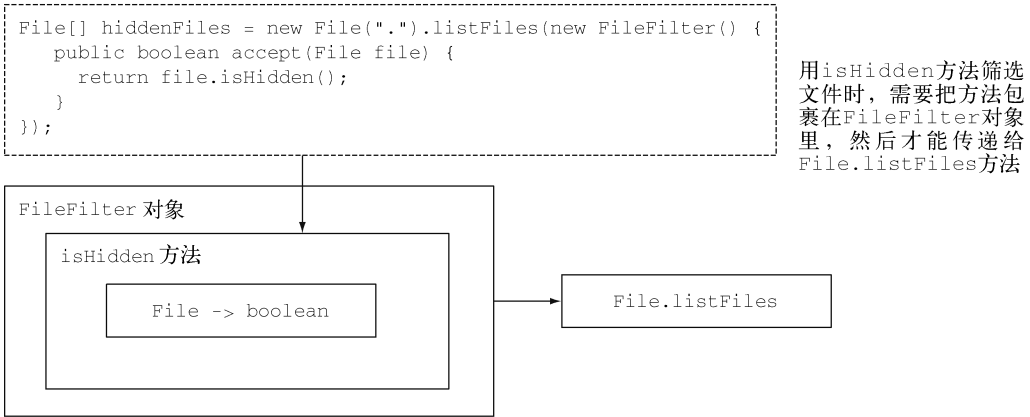 File[] hiddenFiles = new File(".").listFiles(new FileFilter() {
public boolean accept(File file) {
return file.isHidden();
}
});
用isHidden方法筛选
文件时，需要把方法包
裹在FileFilter对象
里，然后才能传递给
File.listFiles方法
FileFilter 对象
isHidden 方法
File -> boolean
File.listFiles